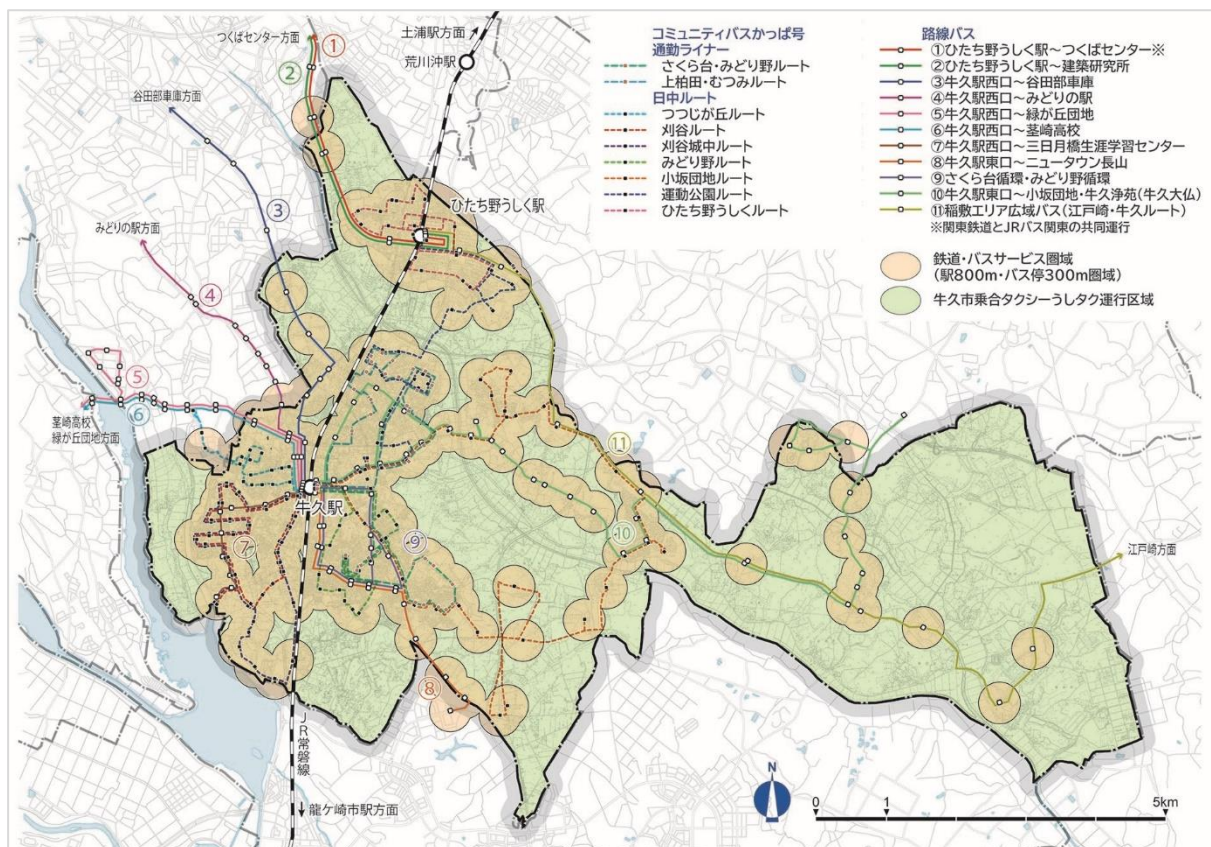 コミュニティバスかっぱ号
通勤ライナー
さくら台・みどり野ルート
上柏田・むつみルート
日中ルート
つつじが丘ルート
刈谷ルート
刈谷城中ルート
みどり野ルート
小坂団地ルート
運動公園ルート
ひたち野うしくルート
路線バス
①ひたち野うしく駅～つくばセンター※
②ひたち野うしく駅～建築研究所
③牛久駅西口～谷田部車庫
④牛久駅西口～みどりの駅
⑤牛久駅西口～緑が丘団地
⑥牛久駅西口～茎崎高校
⑦牛久駅西口～三日月橋生涯学習センター
⑧牛久駅東口～ニュータウン長山
⑨さくら台循環・みどり野循環
⑩牛久駅東口～小坂団地・牛久浄苑(牛久大仏)
⑪稲敷エリア広域バス(江戸崎・牛久ルート)
※関東鉄道とJRバス関東の共同運行
鉄道・バスサービス圏域
(駅800m・バス停300m圏域)
牛久市乗合タクシーうしタク運行区域
つくばセンター方面
①
土浦駅方面
荒川沖駅
②
谷田部車庫方面
③
ひたち野うしく駅
みどりの駅方面
④
⑤
⑥
茎崎高校
緑が丘団地方面
⑪
牛久駅
⑦
⑨
⑩
江戸崎方面
⑧
JR常磐線
龍ケ崎市駅方面
N
0
1
5km